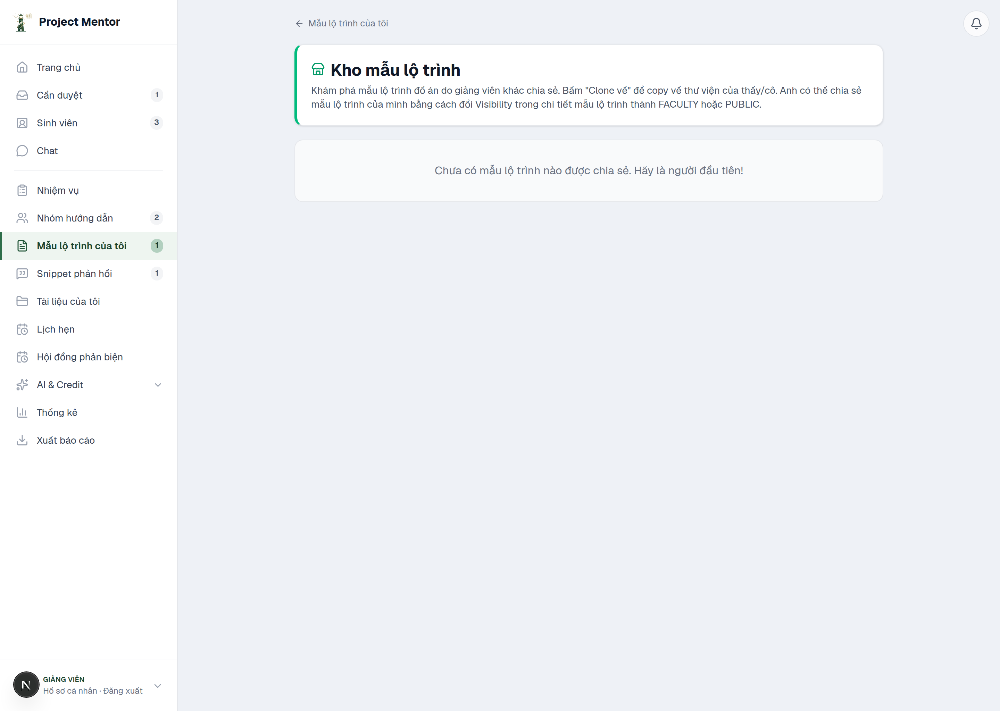 Project Mentor
Trang chủ
Cần duyệt 1
Sinh viên 3
Chat
Nhiệm vụ
Nhóm hướng dẫn 2
Mẫu lộ trình của tôi 1
Snippet phản hồi 1
Tài liệu của tôi
Lịch hẹn
Hội đồng phản biện
AI & Credit
Thống kê
Xuất báo cáo
N
GIẢNG VIÊN
Hồ sơ cá nhân · Đăng xuất
Mẫu lộ trình của tôi
Kho mẫu lộ trình
Khám phá mẫu lộ trình đồ án do giảng viên khác chia sẻ. Bấm "Clone về" để copy về thư viện của thầy/cô. Anh có thể chia sẻ
mẫu lộ trình của mình bằng cách đổi Visibility trong chi tiết mẫu lộ trình thành FACULTY hoặc PUBLIC.
Chưa có mẫu lộ trình nào được chia sẻ. Hãy là người đầu tiên!